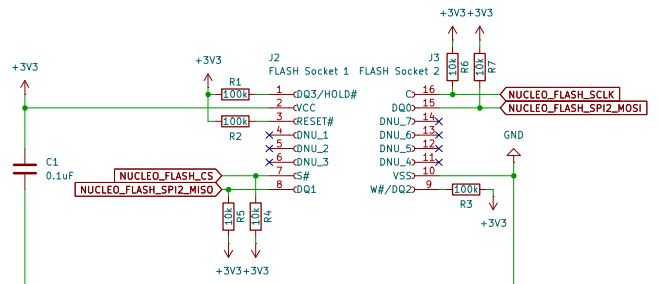 +3V3 +3V3
J2 J3
+3V3 +3V3
FLASH Socket 1 FLASH Socket 2
10k R6 10k R7
R1
100k 1 DQ3/HOLD# C 16 NUCLEO_FLASH_SCLK
2 VCC DQ0 15 NUCLEO_FLASH_SPI2_MOSI
100k 3 RESET# DNU_7 14
R2 4 DNU_1 DNU_6 13 GND
5 DNU_2 DNU_5 12
C1 6 DNU_3 DNU_4 11
0.1uF NUCLEO_FLASH_CS 7 S# VSS 10
NUCLEO_FLASH_SPI2_MISO 8 DQ1 W#/DQ2 9 100k
R3
10k R5 10k R4
+3V3
+3V3 +3V3